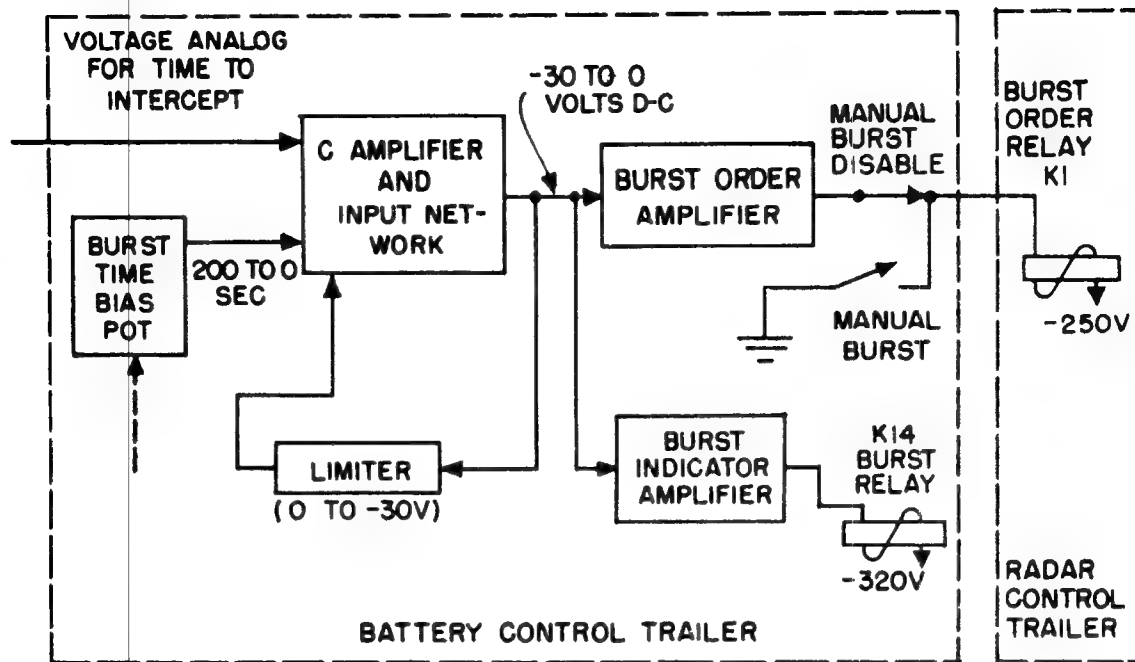 VOLTAGE ANALOG
FOR TIME TO
INTERCEPT
-30 TO 0
VOLTS D-C
BURST
ORDER
RELAY
K1
MANUAL
BURST
DISABLE
C AMPLIFIER
AND
INPUT NET-
WORK
BURST ORDER
AMPLIFIER
BURST
TIME
BIAS
POT
200 TO 0
SEC
MANUAL
BURST
-250V
LIMITER
(0 TO -30V)
BURST
INDICATOR
AMPLIFIER
K14
BURST
RELAY
-320V
BATTERY CONTROL TRAILER
RADAR
CONTROL
TRAILER